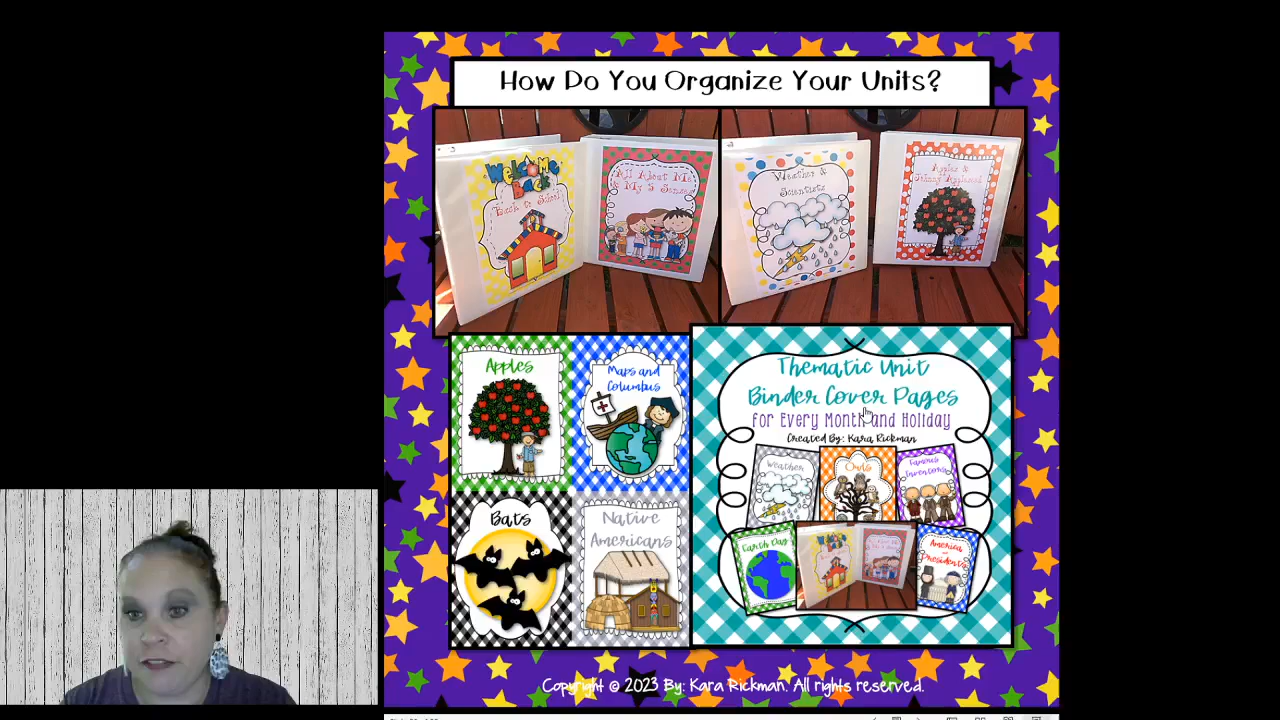 How Do You Organize Your Units?
Welcome
Back
Back to School
All About Me
& My 5 Senses
Weather &
Scientists
Apples &
Johnny Appleseed
Apples
Maps and
Columbus
Bats
Native
Americans
Thematic Unit
Binder Cover Pages
for Every Month and Holiday
Created By: Kara Rickman
Weather
Owls
Famous
Inventors
Earth Day
America
and
Presidents
Copyright © 2023 By: Kara Rickman. All rights reserved.